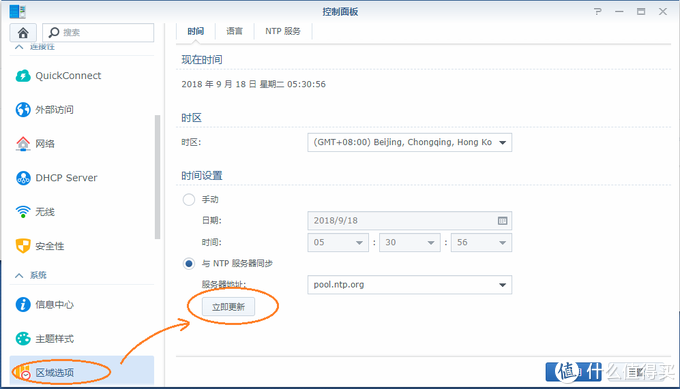 控制面板
搜索
时间 语言 NTP 服务
连接性
QuickConnect
外部访问
网络
DHCP Server
无线
安全性
系统
信息中心
主题样式
区域选项
现在时间
2018 年 9 月 18 日 星期二 05:30:56
时区
时区: (GMT+08:00) Beijing, Chongqing, Hong Ko
时间设置
手动
日期: 2018/9/18
时间: 05 : 30 : 56
与 NTP 服务器同步
服务器地址: pool.ntp.org
立即更新
值 什么值得买